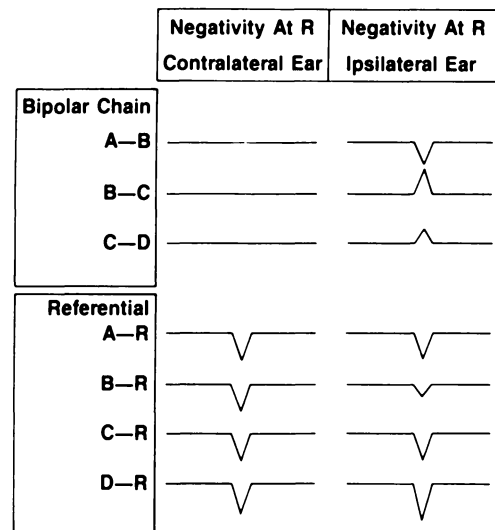 Negativity At R
Contralateral Ear
Negativity At R
Ipsilateral Ear
Bipolar Chain
A—B
B—C
C—D
Referential
A—R
B—R
C—R
D—R